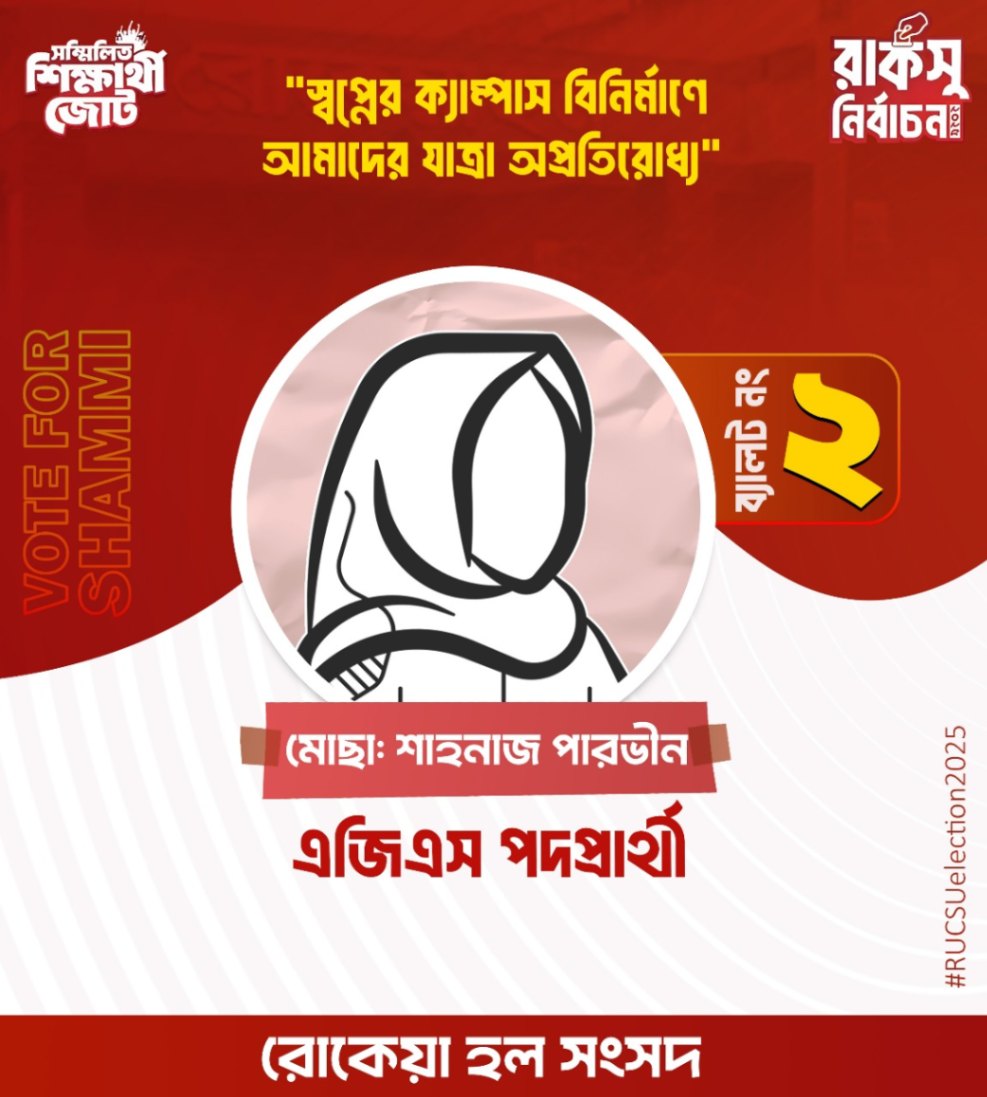 সম্মিলিত
শিক্ষার্থী
জোট
রাকসু
নির্বাচন
২০২৫
"স্বপ্নের ক্যাম্পাস বিনির্মাণে
আমাদের যাত্রা অপ্রতিরোধ্য"
VOTE FOR
SHAMMI
ব্যালট নং
২
মোছাঃ শাহনাজ পারভীন
এজিএস পদপ্রার্থী
#RUCSUelection2025
রোকেয়া হল সংসদ